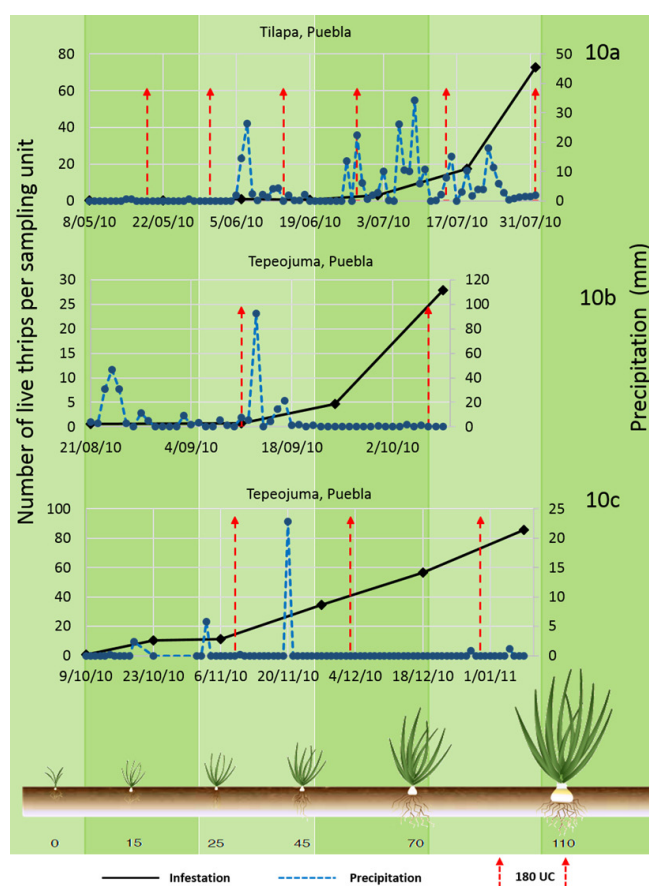 Tilapa, Puebla
10a
80 50
60 40
40 30
20 20
10
0 0
8/05/10 22/05/10 5/06/10 19/06/10 3/07/10 17/07/10 31/07/10
Tepeojuma, Puebla
10b
30 120
25 100
20 80
15 60
10 40
5 20
0 0
21/08/10 4/09/10 18/09/10 2/10/10
Tepeojuma, Puebla
10c
100 25
80 20
60 15
40 10
20 5
0 0
9/10/10 23/10/10 6/11/10 20/11/10 4/12/10 18/12/10 1/01/11
Number of live thrips per sampling unit
Precipitation (mm)
0 15 25 45 70 110
Infestation Precipitation 180 UC